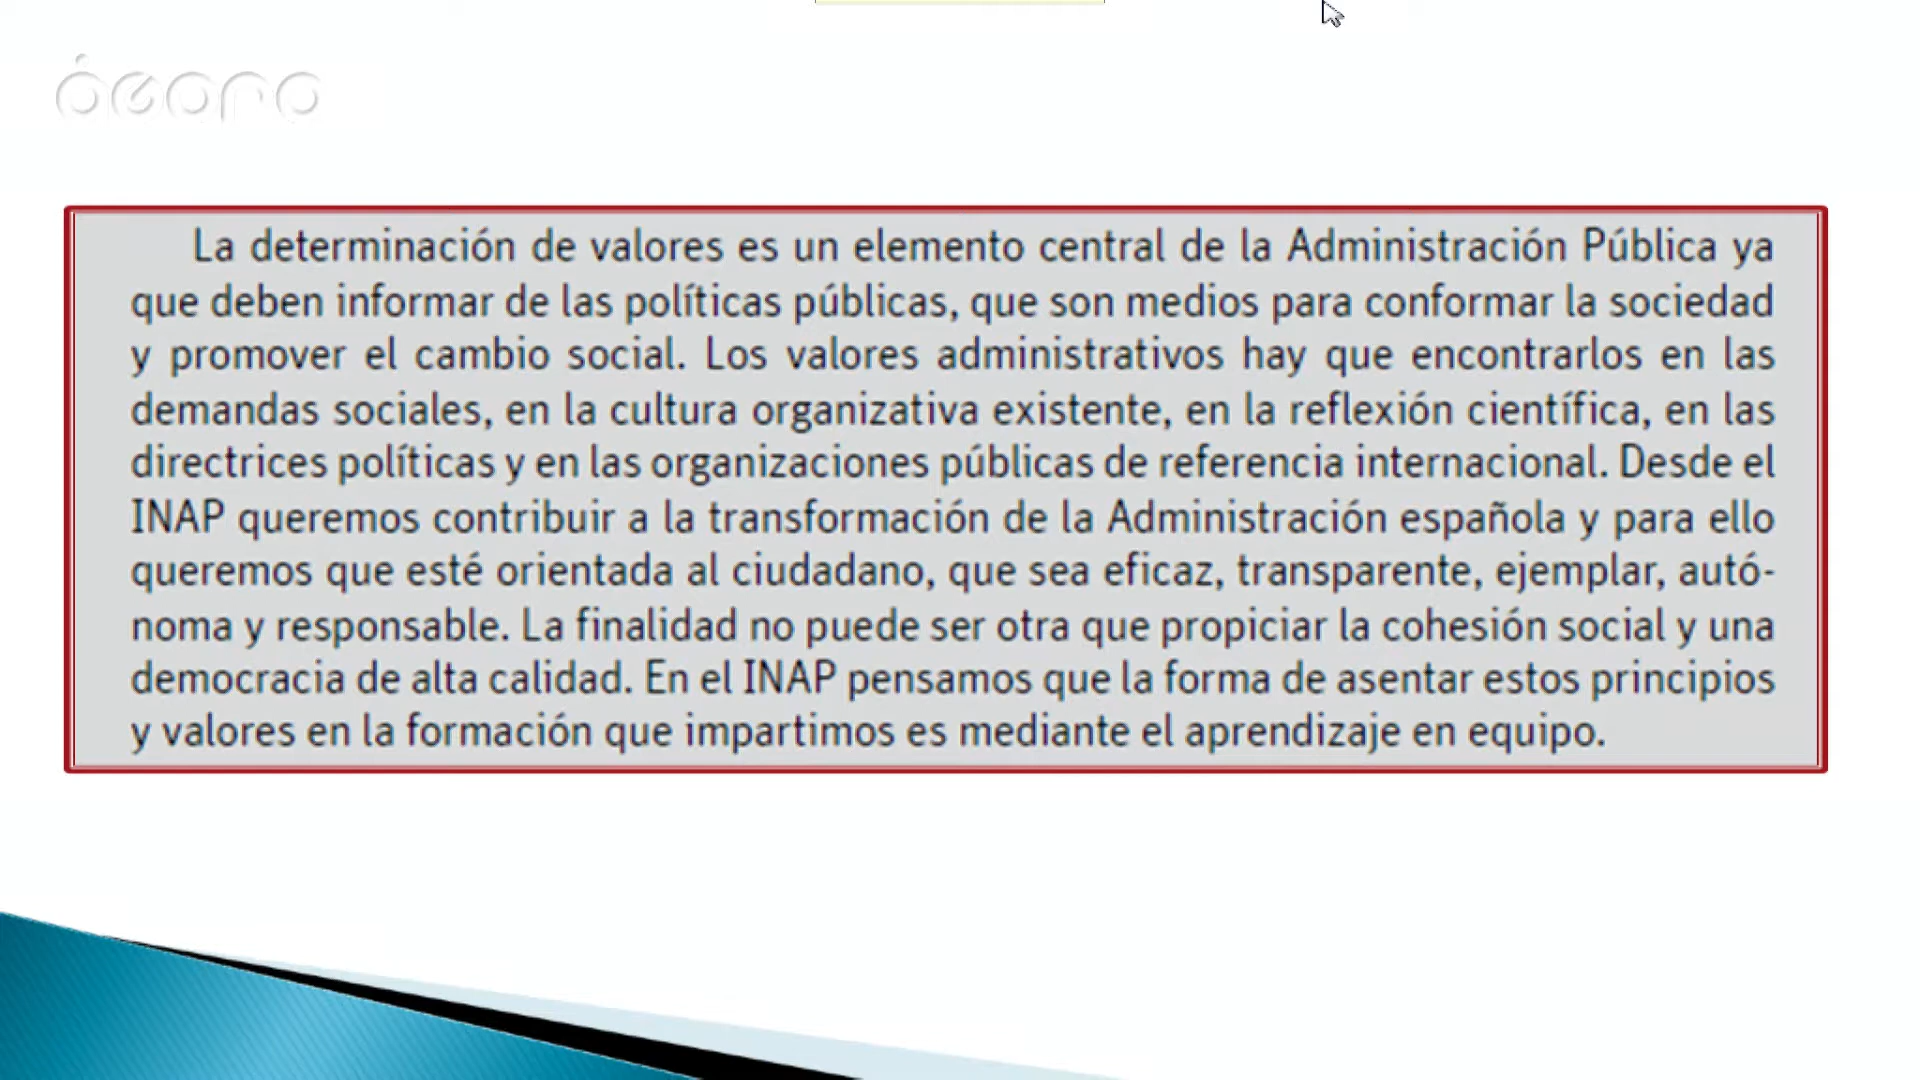 La determinación de valores es un elemento central de la Administración Pública ya
que deben informar de las políticas públicas, que son medios para conformar la sociedad
y promover el cambio social. Los valores administrativos hay que encontrarlos en las
demandas sociales, en la cultura organizativa existente, en la reflexión científica, en las
directrices políticas y en las organizaciones públicas de referencia internacional. Desde el
INAP queremos contribuir a la transformación de la Administración española y para ello
queremos que esté orientada al ciudadano, que sea eficaz, transparente, ejemplar, autó-
noma y responsable. La finalidad no puede ser otra que propiciar la cohesión social y una
democracia de alta calidad. En el INAP pensamos que la forma de asentar estos principios
y valores en la formación que impartimos es mediante el aprendizaje en equipo.